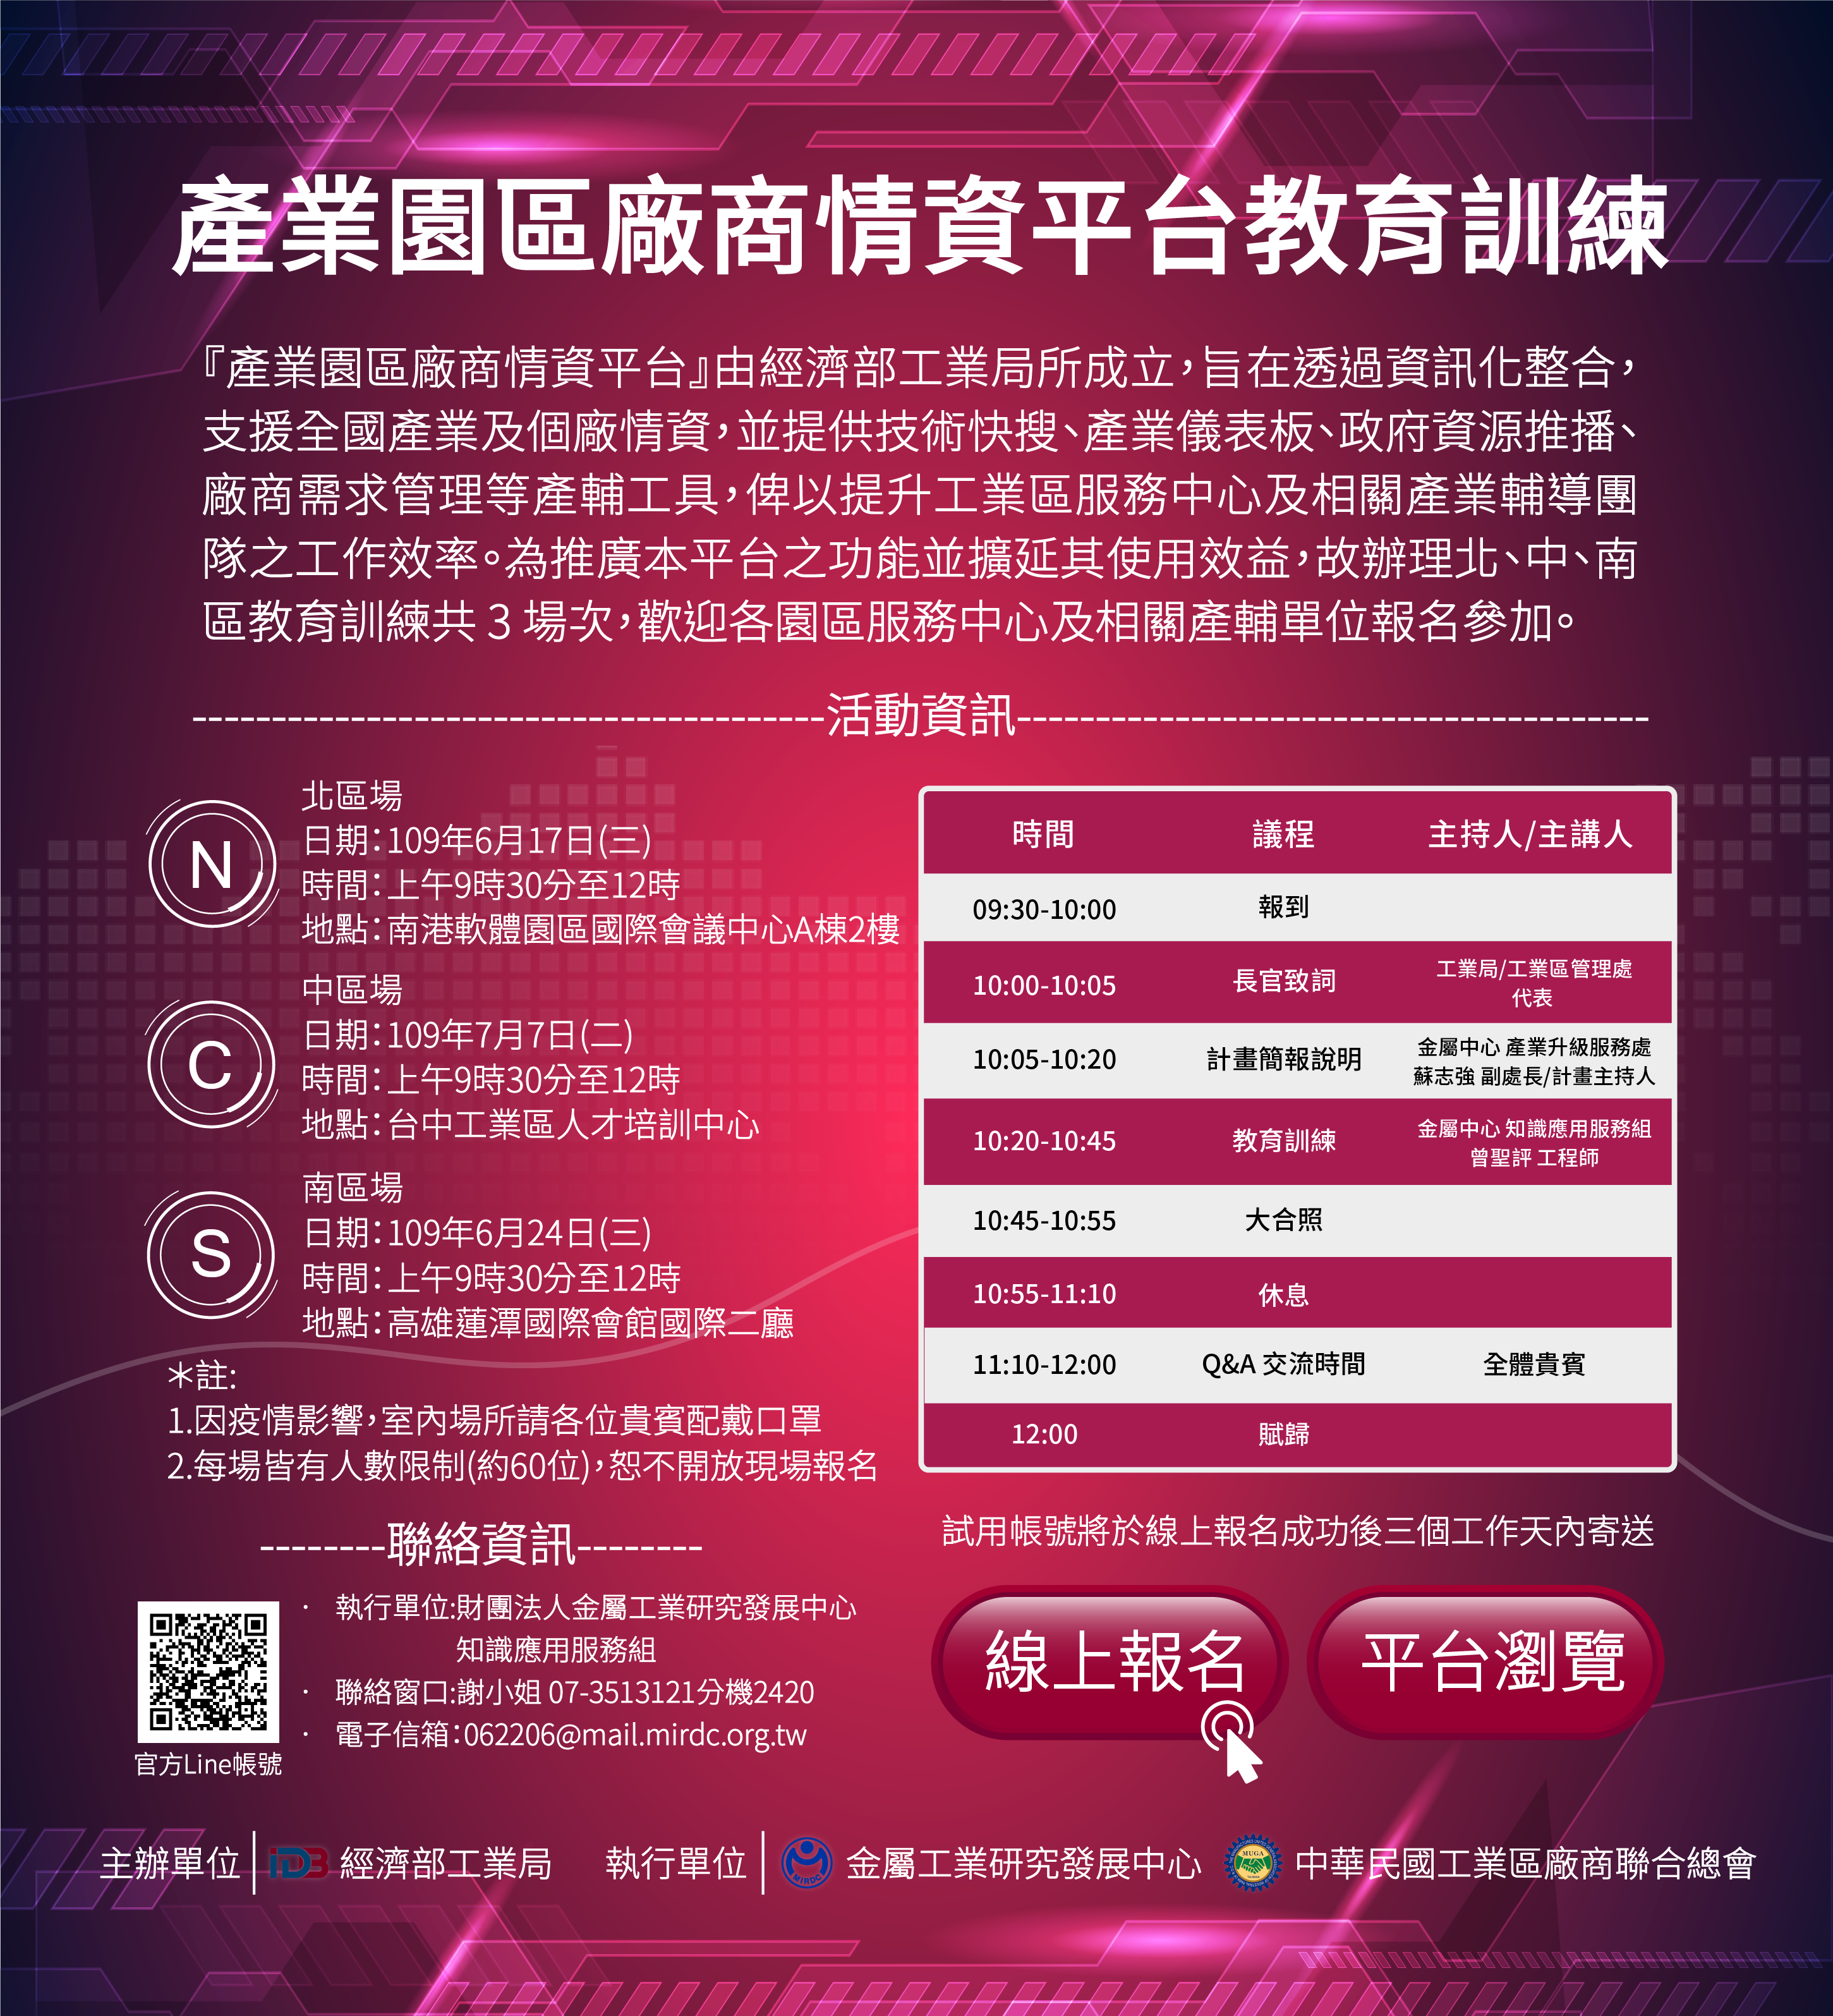 產業園區廠商情資平台教育訓練
『產業園區廠商情資平台』由經濟部工業局所成立，旨在透過資訊化整合，
支援全國產業及個廠情資，並提供技術快搜、產業儀表板、政府資源推播、
廠商需求管理等產輔工具，俾以提升工業區服務中心及相關產業輔導團
隊之工作效率。為推廣本平台之功能並擴延其使用效益，故辦理北、中、南
區教育訓練共 3 場次，歡迎各園區服務中心及相關產輔單位報名參加。
----------------------------------------活動資訊----------------------------------------
N
北區場
日期：109年6月17日(三)
時間：上午9時30分至12時
地點：南港軟體園區國際會議中心A棟2樓
C
中區場
日期：109年7月7日(二)
時間：上午9時30分至12時
地點：台中工業區人才培訓中心
S
南區場
日期：109年6月24日(三)
時間：上午9時30分至12時
地點：高雄蓮潭國際會館國際二廳
＊註:
1.因疫情影響，室內場所請各位貴賓配戴口罩
2.每場皆有人數限制(約60位)，恕不開放現場報名
時間 議程 主持人/主講人
09:30-10:00 報到
10:00-10:05 長官致詞 工業局/工業區管理處
代表
10:05-10:20 計畫簡報說明 金屬中心 產業升級服務處
蘇志強 副處長/計畫主持人
10:20-10:45 教育訓練 金屬中心 知識應用服務組
曾聖評 工程師
10:45-10:55 大合照
10:55-11:10 休息
11:10-12:00 Q&A 交流時間 全體貴賓
12:00 賦歸
--------聯絡資訊--------
· 執行單位:財團法人金屬工業研究發展中心
知識應用服務組
· 聯絡窗口:謝小姐 07-3513121分機2420
· 電子信箱：062206@mail.mirdc.org.tw
官方Line帳號
試用帳號將於線上報名成功後三個工作天內寄送
線上報名 平台瀏覽
主辦單位 IDB 經濟部工業局 執行單位 MIRDC 金屬工業研究發展中心 MUGA 中華民國工業區廠商聯合總會